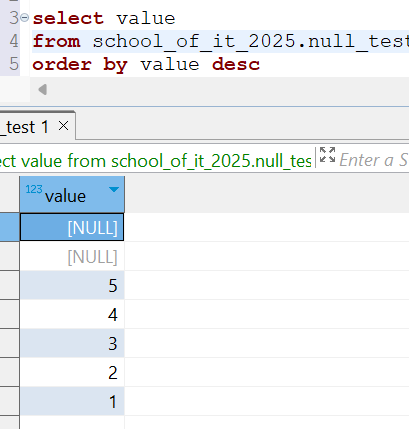 3 select value
4 from school_of_it_2025.null_test
5 order by value desc
_test 1
ect value from school_of_it_2025.null_tes
Enter a S
123 value
[NULL]
[NULL]
5
4
3
2
1